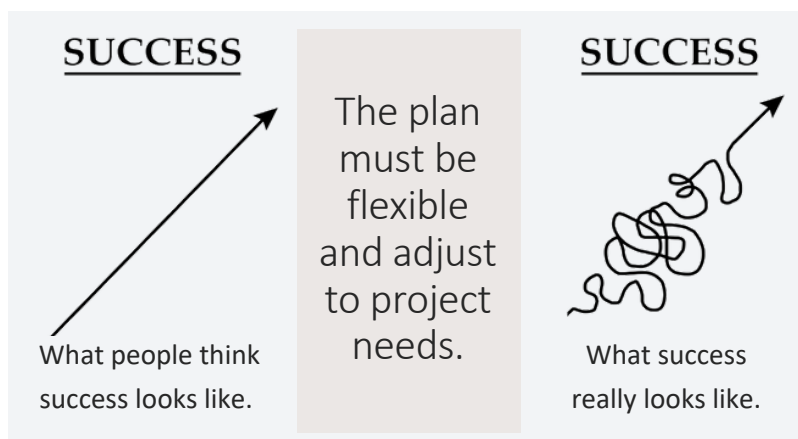 SUCCESS
What people think
success looks like.
The plan
must be
flexible
and adjust
to project
needs.
SUCCESS
What success
really looks like.